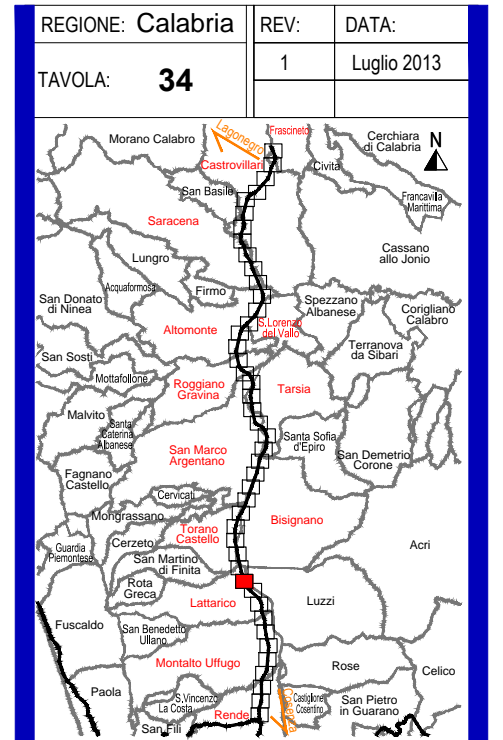 REGIONE: Calabria
REV:
DATA:
TAVOLA: 34
1
Luglio 2013
Morano Calabro
Lagonegro
Frascineto
Cerchiara
di Calabria
N
Castrovillari
Civita
San Basile
Francavilla
Marittima
Saracena
Cassano
allo Jonio
Lungro
Acquaformosa
Firmo
San Donato
di Ninea
Spezzano
Albanese
Corigliano
Calabro
S.Lorenzo
del Vallo
Altomonte
Terranova
da Sibari
San Sosti
Mottafollone
Roggiano
Gravina
Tarsia
Malvito
Santa
Caterina
Albanese
Santa Sofia
d'Epiro
San Marco
Argentano
San Demetrio
Corone
Fagnano
Castello
Cervicati
Mongrassano
Bisignano
Torano
Castello
Cerzeto
Acri
Guardia
Piemontese
San Martino
di Finita
Rota
Greca
Lattarico
Luzzi
Fuscaldo
San Benedetto
Ullano
Montalto Uffugo
Rose
Celico
Paola
S.Vincenzo
La Costa
Cosenza
Castiglione
Cosentino
San Pietro
in Guarano
Rende
San Fili